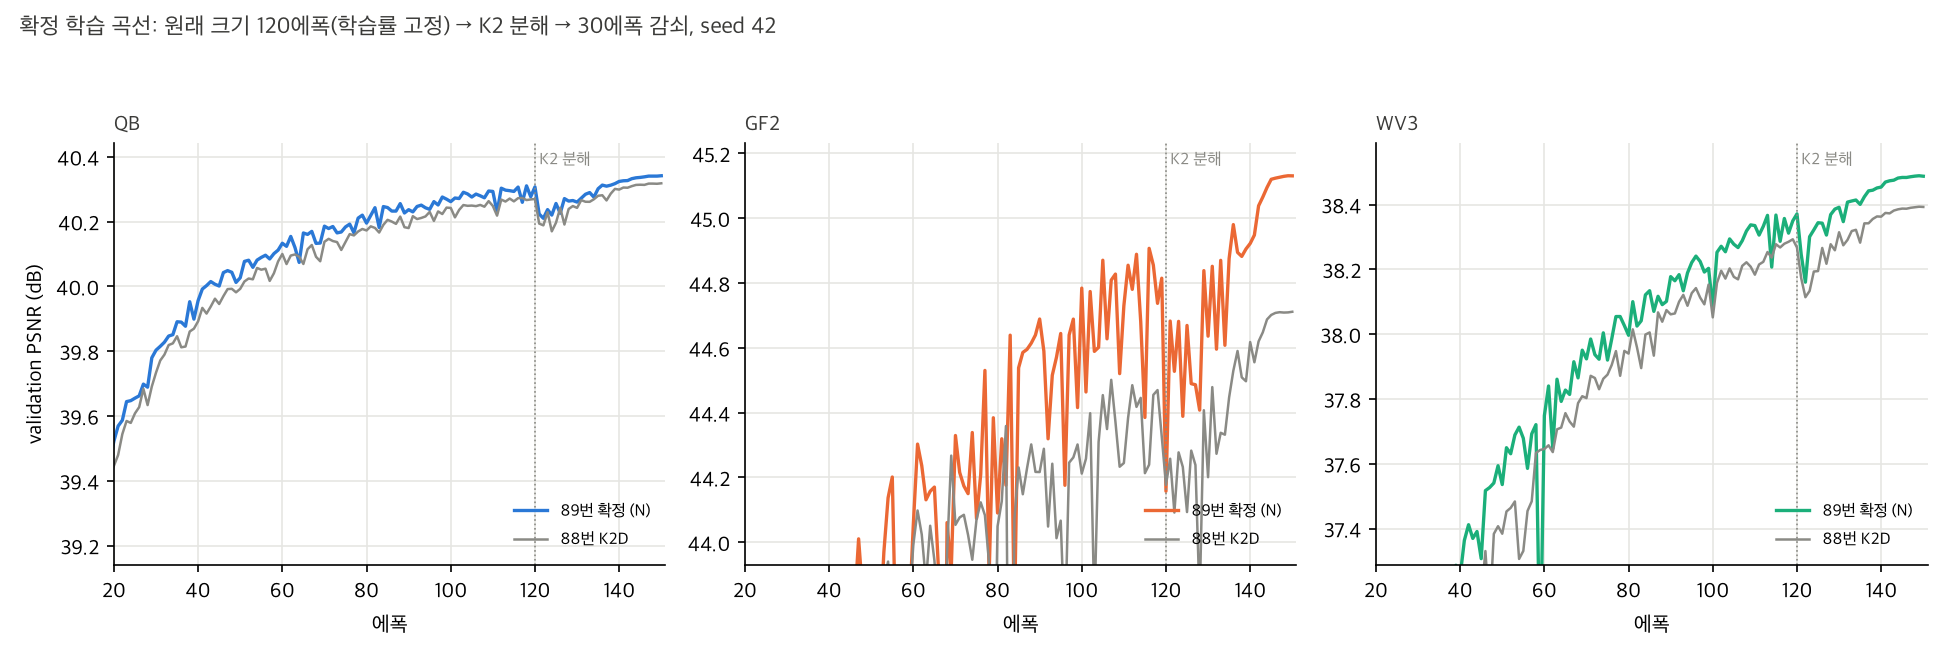 확정 학습 곡선: 원래 크기 120에폭(학습률 고정) → K2 분해 → 30에폭 감쇠, seed 42
QB
validation PSNR (dB)
40.4
40.2
40.0
39.8
39.6
39.4
39.2
K2 분해
89번 확정 (N)
88번 K2D
20 40 60 80 100 120 140
에폭
GF2
45.2
45.0
44.8
44.6
44.4
44.2
44.0
K2 분해
89번 확정 (N)
88번 K2D
20 40 60 80 100 120 140
에폭
WV3
38.4
38.2
38.0
37.8
37.6
37.4
K2 분해
89번 확정 (N)
88번 K2D
20 40 60 80 100 120 140
에폭